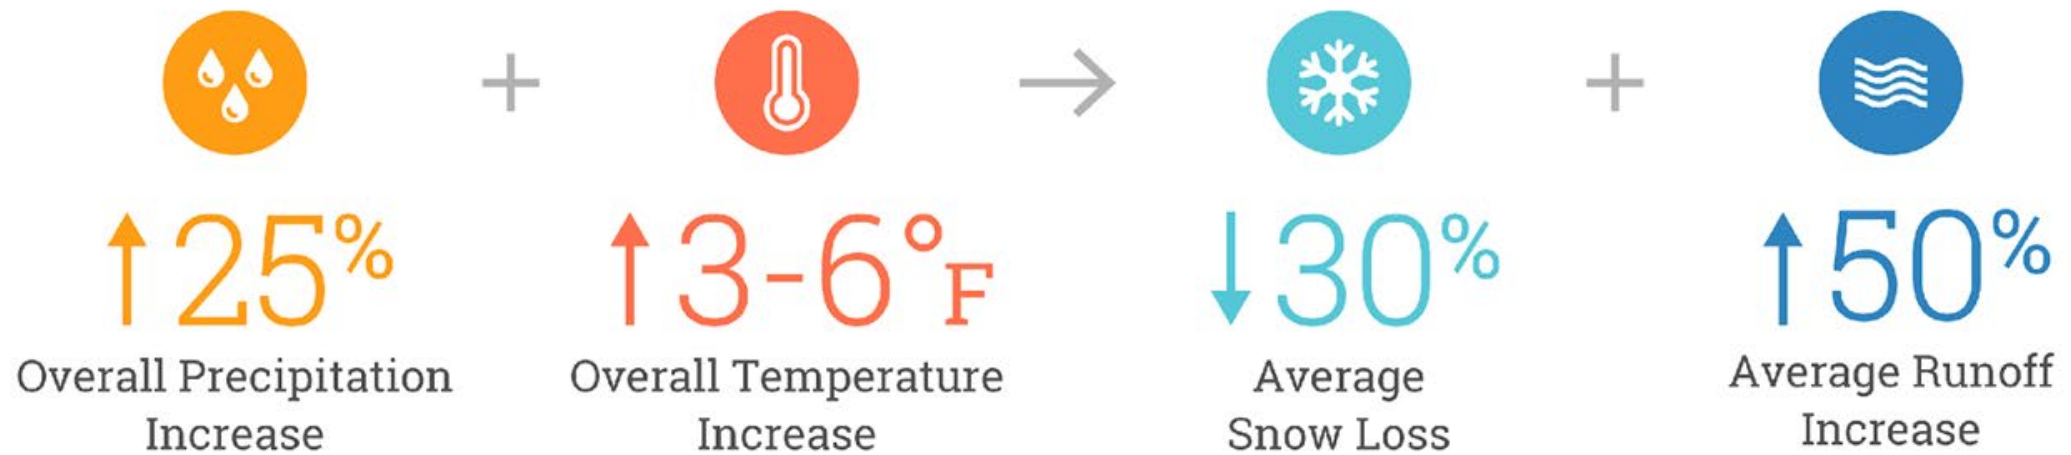 ↑25%
Overall Precipitation
Increase
↑3-6°F
Overall Temperature
Increase
↓30%
Average
Snow Loss
↑50%
Average Runoff
Increase